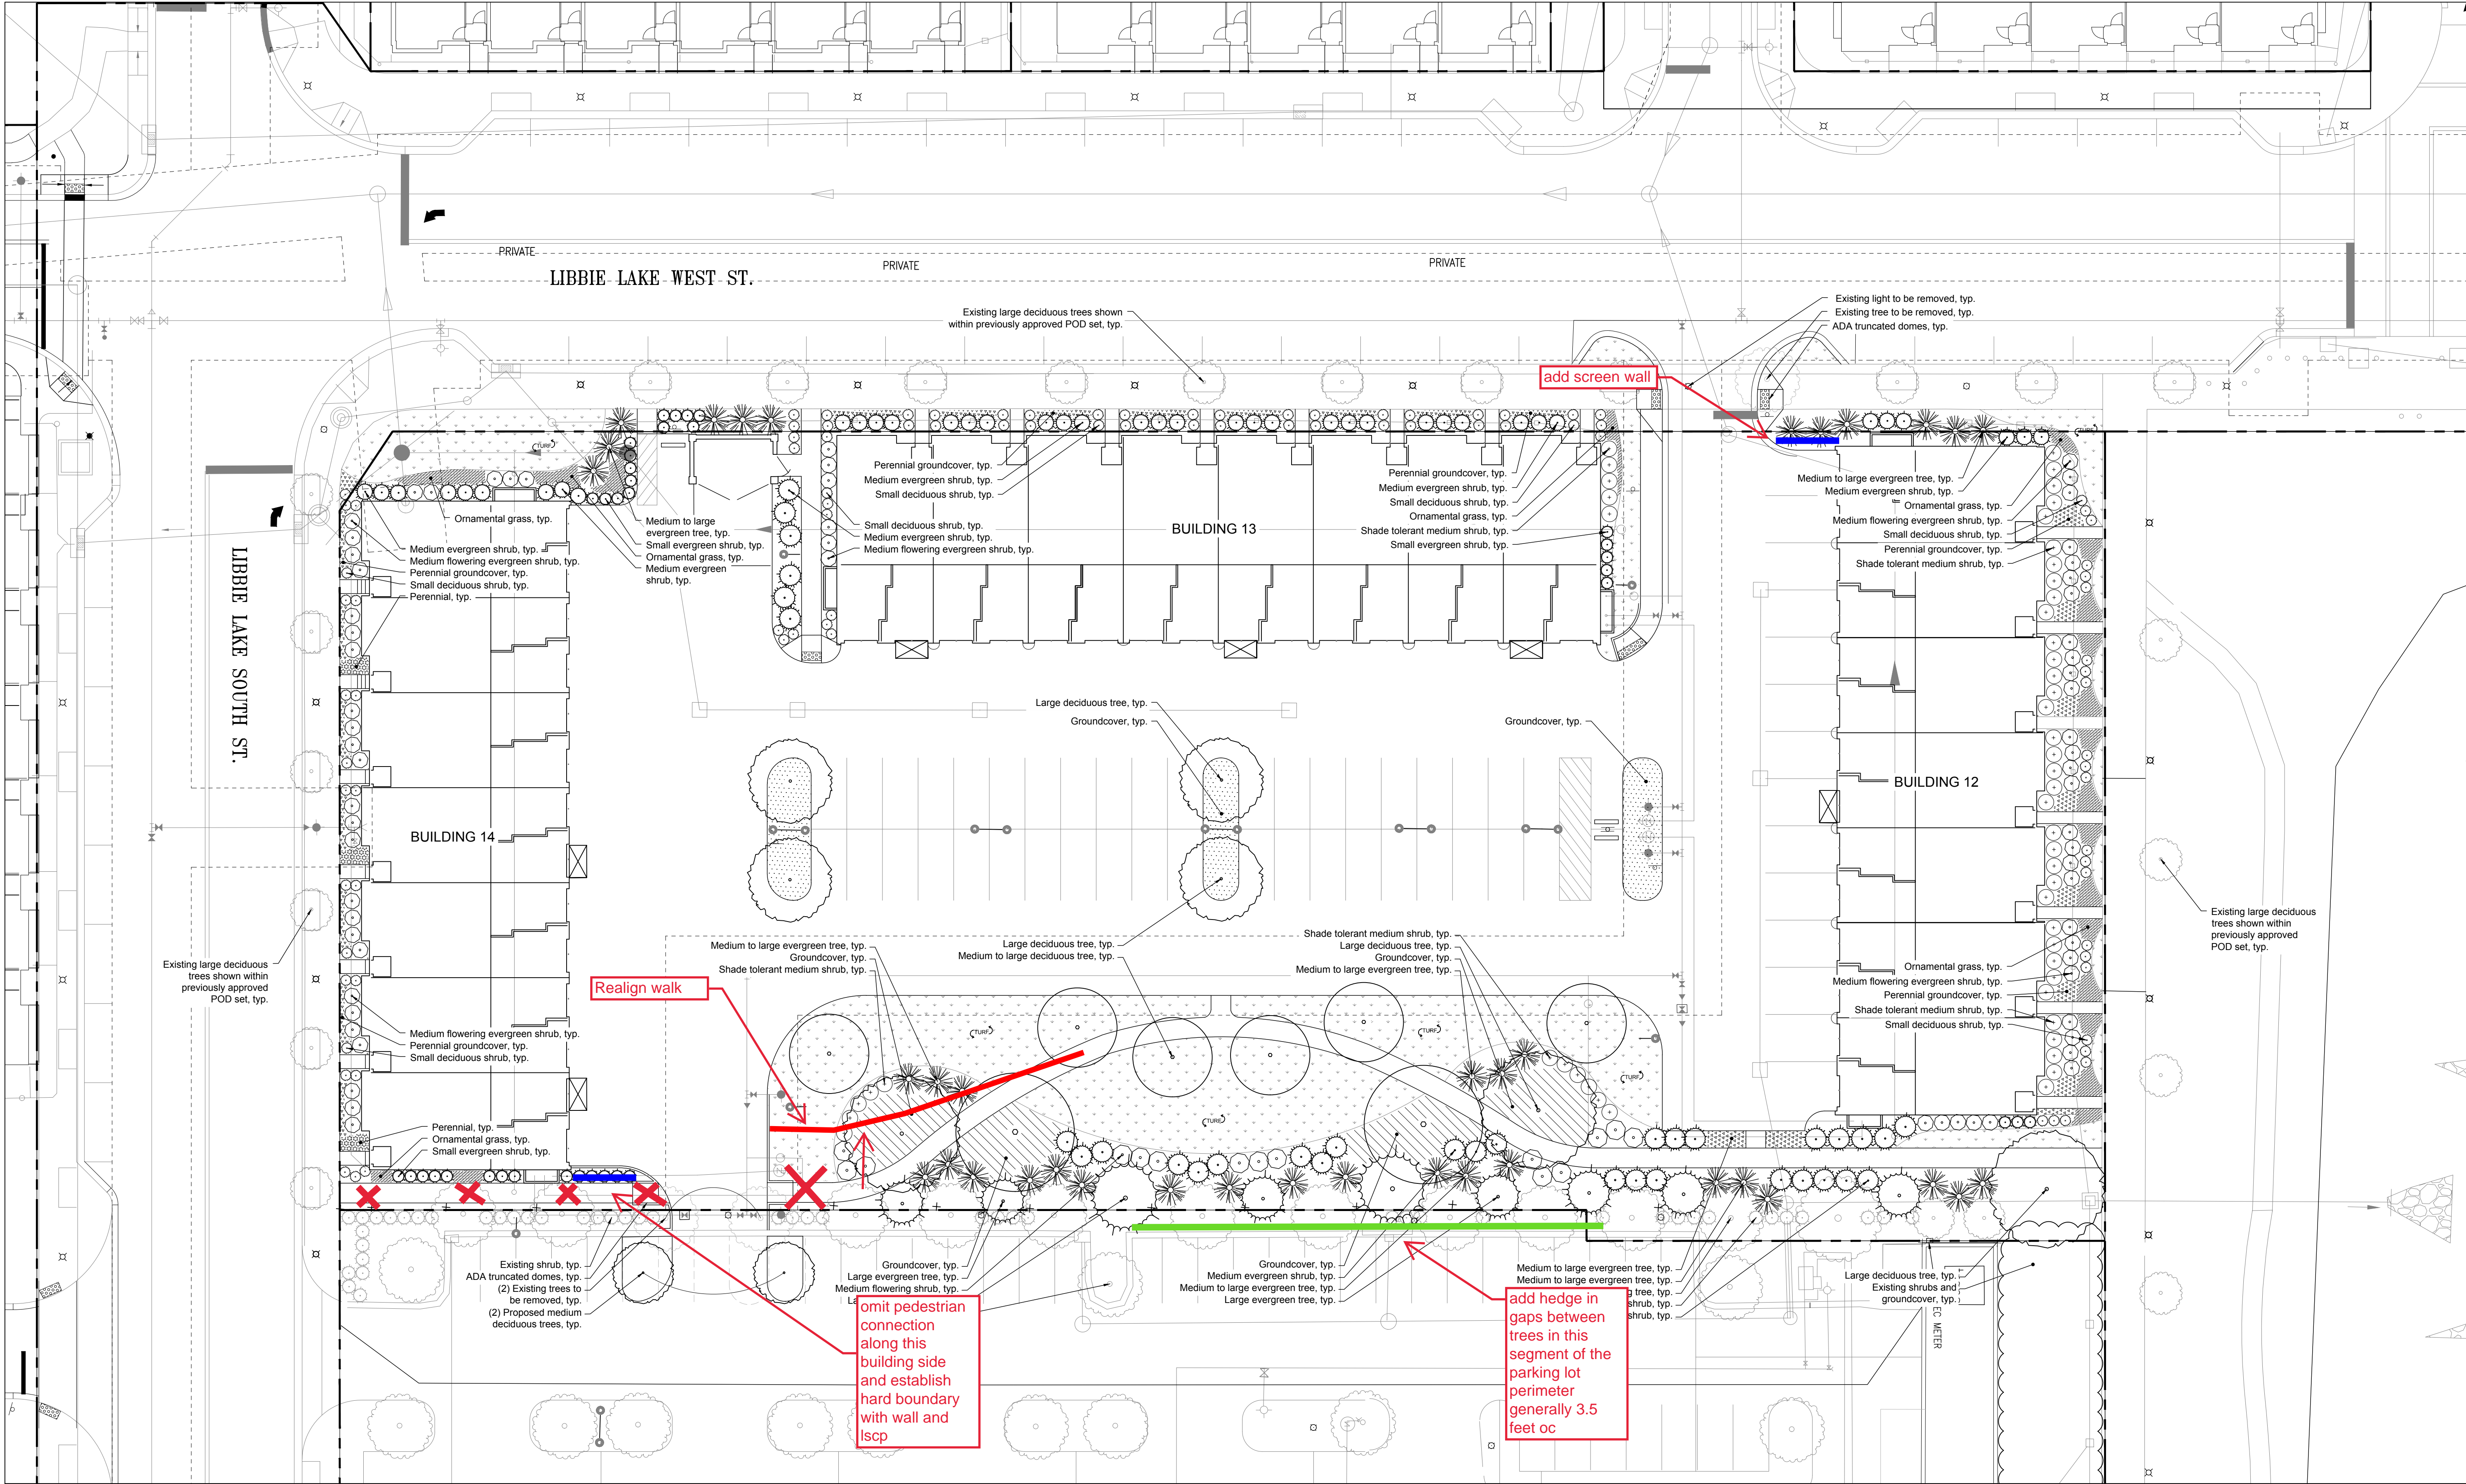 PRIVATE
LIBBIE LAKE WEST ST.
PRIVATE
PRIVATE
Existing large deciduous trees shown
within previously approved POD set, typ.
Existing light to be removed, typ.
Existing tree to be removed, typ.
ADA truncated domes, typ.
add screen wall
TURF
TURF
Ornamental grass, typ.
Medium evergreen shrub, typ.
Medium flowering evergreen shrub, typ.
Perennial groundcover, typ.
Small deciduous shrub, typ.
Perennial, typ.
Medium to large
evergreen tree, typ.
Small evergreen shrub, typ.
Ornamental grass, typ.
Medium evergreen
shrub, typ.
Perennial groundcover, typ.
Medium evergreen shrub, typ.
Small deciduous shrub, typ.
Small deciduous shrub, typ.
Medium evergreen shrub, typ.
Medium flowering evergreen shrub, typ.
BUILDING 13
Perennial groundcover, typ.
Medium evergreen shrub, typ.
Small deciduous shrub, typ.
Ornamental grass, typ.
Shade tolerant medium shrub, typ.
Small evergreen shrub, typ.
Medium to large evergreen tree, typ.
Medium evergreen shrub, typ.
Ornamental grass, typ.
Medium flowering evergreen shrub, typ.
Small deciduous shrub, typ.
Perennial groundcover, typ.
Shade tolerant medium shrub, typ.
LIBBIE LAKE SOUTH ST.
Large deciduous tree, typ.
Groundcover, typ.
Groundcover, typ.
BUILDING 14
BUILDING 12
Existing large deciduous
trees shown within
previously approved
POD set, typ.
Existing large deciduous
trees shown within
previously approved
POD set, typ.
Medium to large evergreen tree, typ.
Groundcover, typ.
Shade tolerant medium shrub, typ.
Large deciduous tree, typ.
Medium to large deciduous tree, typ.
Shade tolerant medium shrub, typ.
Large deciduous tree, typ.
Groundcover, typ.
Medium to large evergreen tree, typ.
Ornamental grass, typ.
Medium flowering evergreen shrub, typ.
Perennial groundcover, typ.
Shade tolerant medium shrub, typ.
Small deciduous shrub, typ.
Realign walk
TURF
TURF
TURF
TURF
Medium flowering evergreen shrub, typ.
Perennial groundcover, typ.
Small deciduous shrub, typ.
Perennial, typ.
Ornamental grass, typ.
Small evergreen shrub, typ.
Existing shrub, typ.
ADA truncated domes, typ.
(2) Existing trees to
be removed, typ.
(2) Proposed medium
deciduous trees, typ.
Groundcover, typ.
Large evergreen tree, typ.
Medium flowering shrub, typ.
omit pedestrian
connection
along this
building side
and establish
hard boundary
with wall and
lscp
Groundcover, typ.
Medium evergreen shrub, typ.
Medium to large evergreen tree, typ.
Large evergreen tree, typ.
Medium to large evergreen tree, typ.
Medium to large evergreen tree, typ.
tree, typ.
shrub, typ.
shrub, typ.
add hedge in
gaps between
trees in this
segment of the
parking lot
perimeter
generally 3.5
feet oc
Large deciduous tree, typ.
Existing shrubs and
groundcover, typ.
EC METER